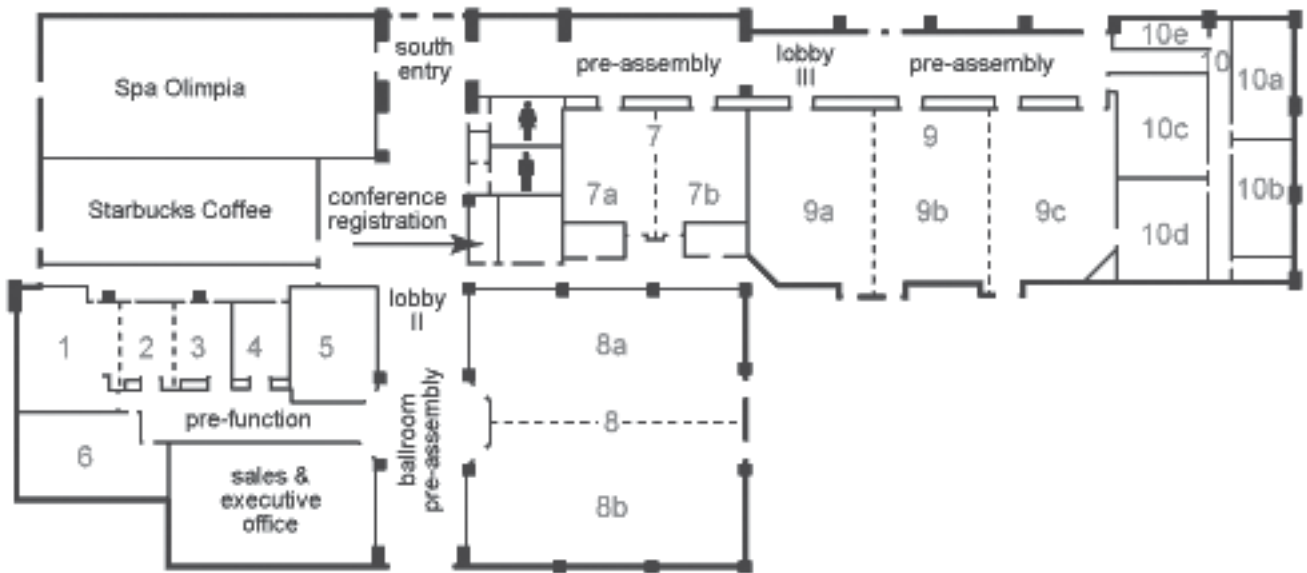 south
entry
Spa Olimpia
pre-assembly
lobby
III
pre-assembly
10e
10
10a
10c
7
9
7a
7b
9a
9b
9c
10b
10d
conference
registration
Starbucks Coffee
lobby
II
1
2
3
4
5
8a
pre-function
ballroom
pre-assembly
8
6
sales &
executive
office
8b